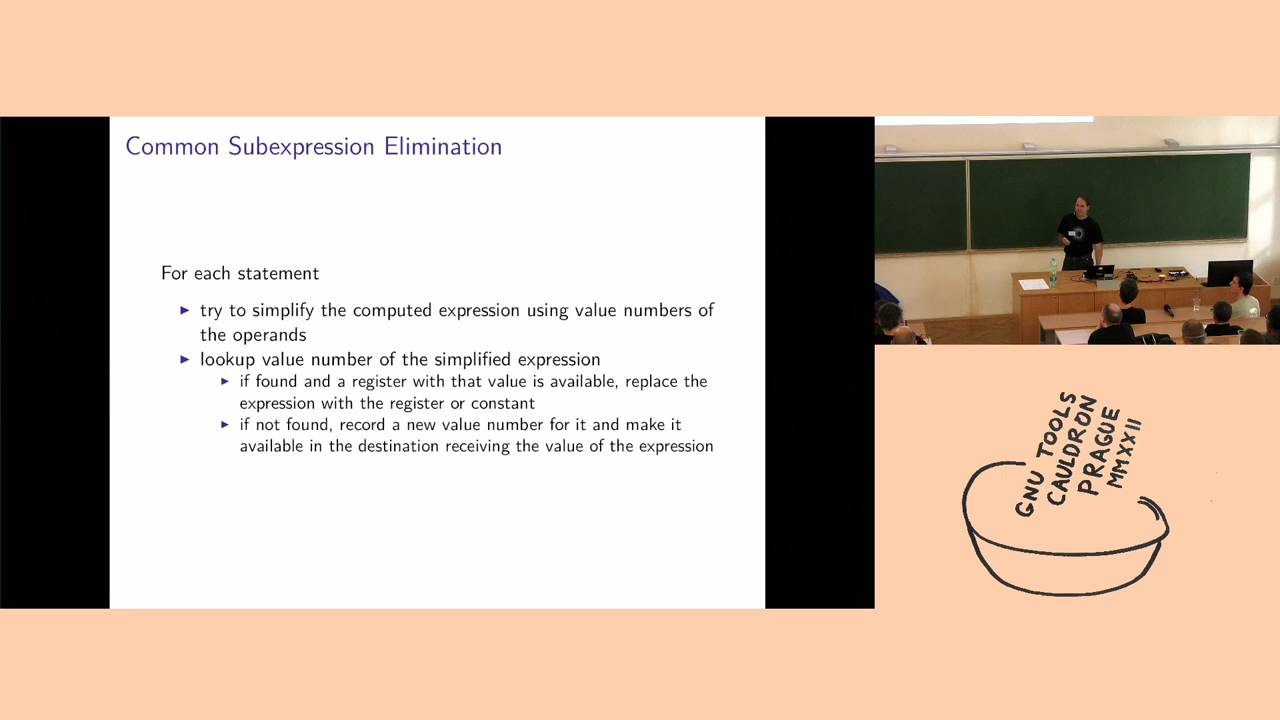 Common Subexpression Elimination
For each statement
try to simplify the computed expression using value numbers of
the operands
lookup value number of the simplified expression
if found and a register with that value is available, replace the
expression with the register or constant
if not found, record a new value number for it and make it
available in the destination receiving the value of the expression
GNU TOOLS
CAULDRON
PRAGUE
MMXXII